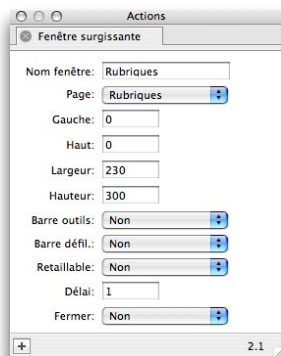 Actions
Fenêtre surgissante
Nom fenêtre: Rubriques
Page: Rubriques
Gauche: 0
Haut: 0
Largeur: 230
Hauteur: 300
Barre outils: Non
Barre défil.: Non
Retaillable: Non
Délai: 1
Fermer: Non
2.1